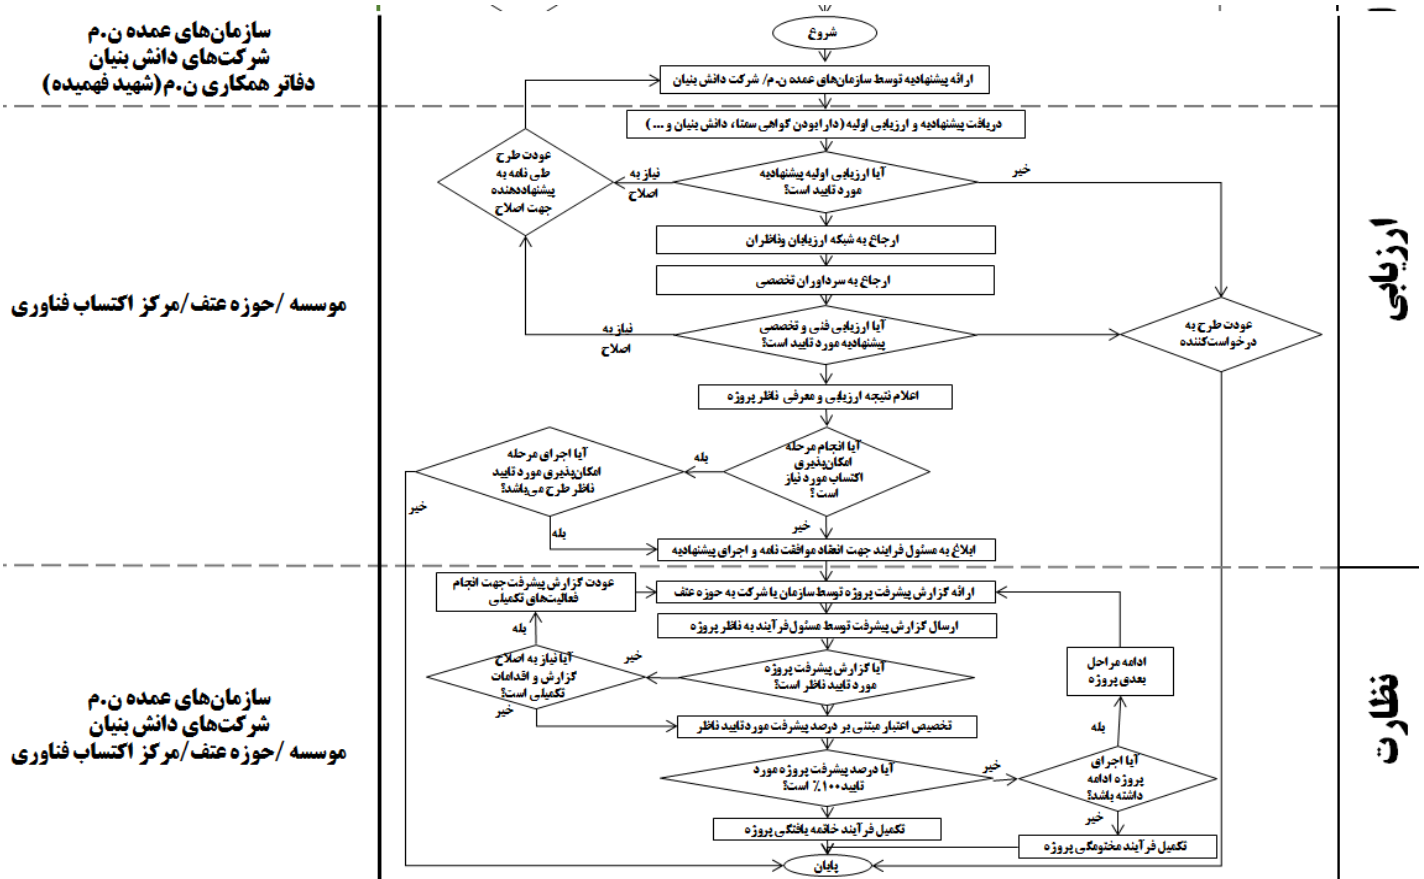 سازمان‌های عمده ن.م
شرکت‌های دانش بنیان
دفاتر همکاری ن.م(شهید فهمیده)
شروع
ارائه پیشنهادیه توسط سازمان‌های عمده ن.م/ شرکت دانش بنیان
ارزیابی
موسسه /حوزه عتف/مرکز اکتساب فناوری
دریافت پیشنهادیه و ارزیابی اولیه (دارابودن گواهی سمتا، دانش بنیان و ...)
آیا ارزیابی اولیه پیشنهادیه
مورد تایید است؟
خیر
نیاز به
اصلاح
عودت طرح
طی نامه به
پیشنهاددهنده
جهت اصلاح
ارجاع به شبکه ارزیابان وناظران
ارجاع به سرداوران تخصصی
آیا ارزیابی فنی و تخصصی
پیشنهادیه مورد تایید است؟
نیاز به
اصلاح
عودت طرح به
درخواست‌کننده
اعلام نتیجه ارزیابی و معرفی ناظر پروژه
آیا انجام مرحله
امکان‌پذیری
اکتساب مورد نیاز
است؟
بله
خیر
آیا اجرای مرحله
امکان‌پذیری مورد تایید
ناظر طرح می‌باشد؟
خیر
بله
ابلاغ به مسئول فرایند جهت انعقاد موافقت نامه و اجرای پیشنهادیه
نظارت
سازمان‌های عمده ن.م
شرکت‌های دانش بنیان
موسسه /حوزه عتف/مرکز اکتساب فناوری
ارائه گزارش پیشرفت پروژه توسط سازمان یا شرکت به حوزه عتف
عودت گزارش پیشرفت جهت انجام
فعالیت‌های تکمیلی
ارسال گزارش پیشرفت توسط مسئول‌فرآیند به ناظر پروژه
آیا گزارش پیشرفت پروژه
مورد تایید ناظر است؟
خیر
بله
آیا نیاز به اصلاح
گزارش و اقدامات
تکمیلی است؟
خیر
تخصیص اعتبار مبتنی بر درصد پیشرفت مورد تایید ناظر
آیا درصد پیشرفت پروژه مورد
تایید ۱۰۰٪ است؟
خیر
ادامه مراحل
بعدی پروژه
بله
آیا اجرای
پروژه ادامه
داشته باشد؟
خیر
تکمیل فرآیند خاتمه یافتگی پروژه
تکمیل فرآیند مختومگی پروژه
پایان